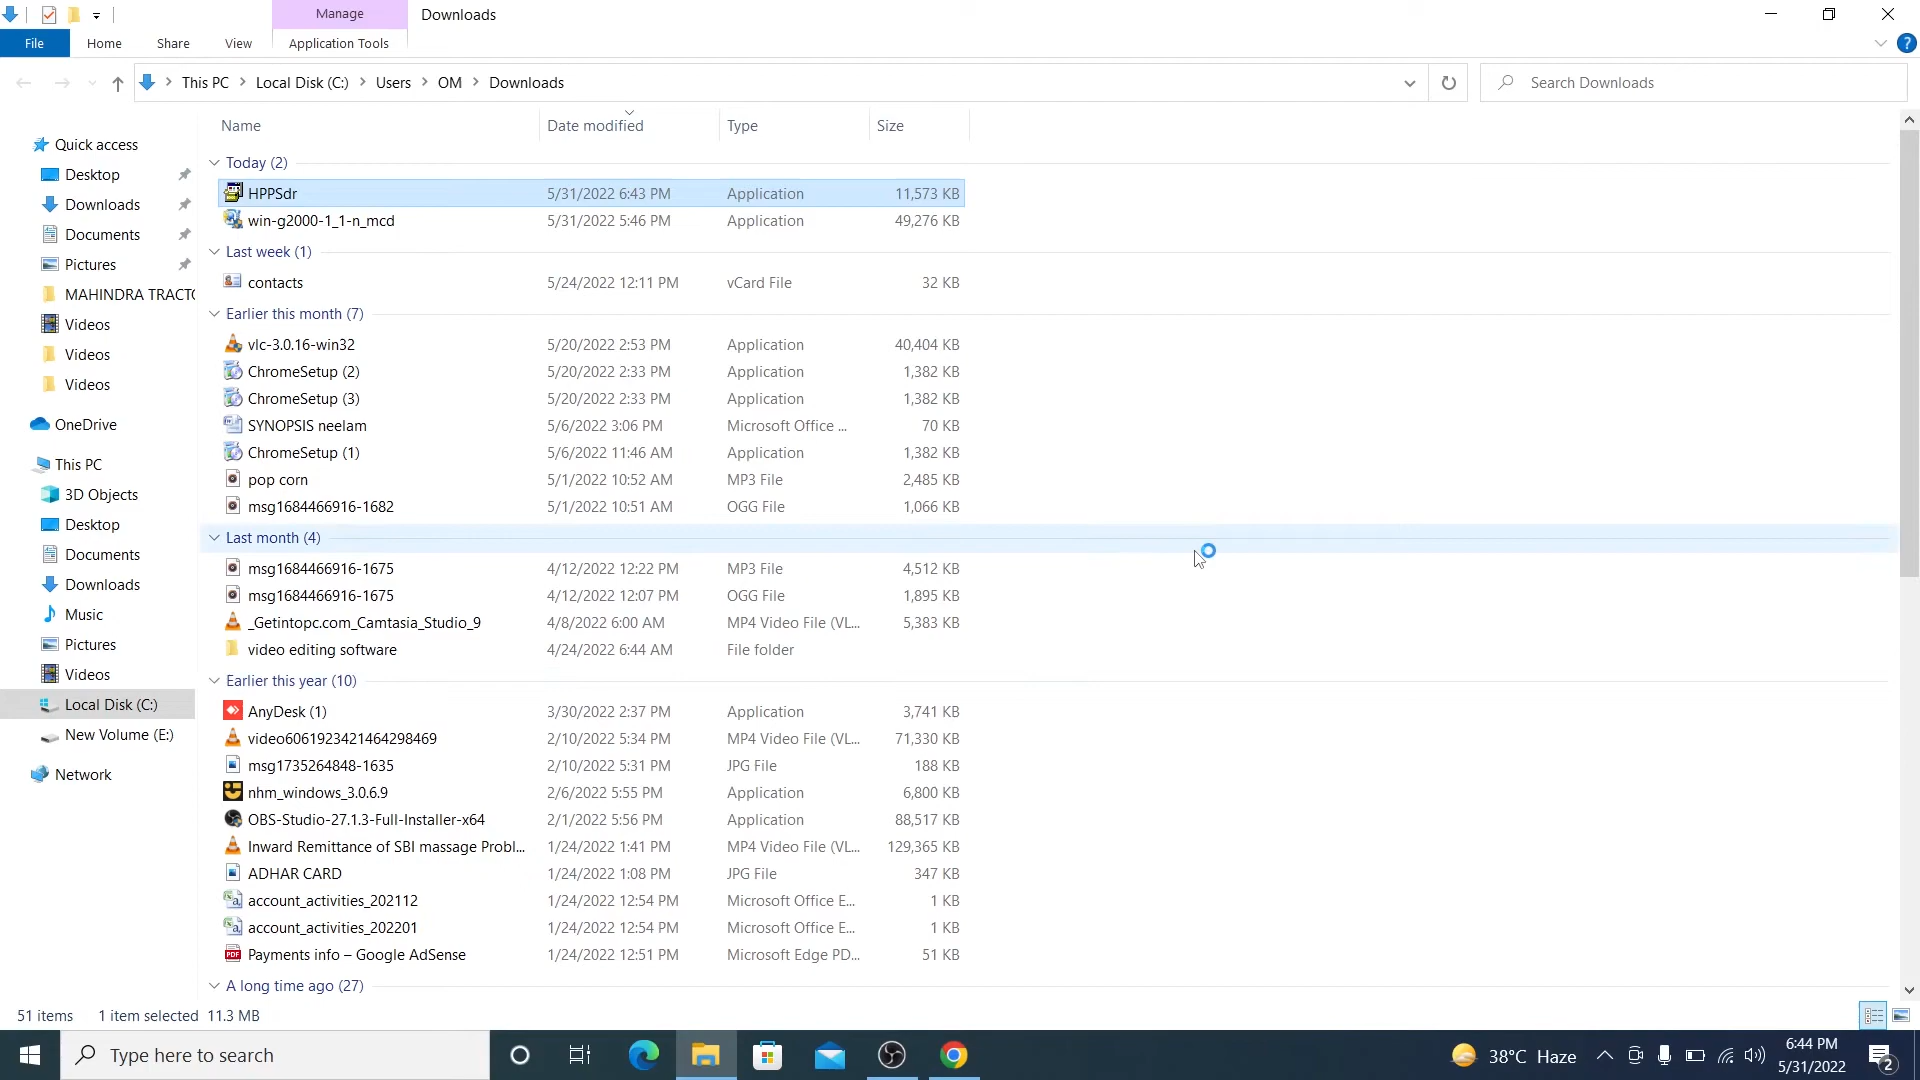 Manage
Downloads
File
Home
Share
View
Application Tools
?
This PC
Local Disk (C:)
Users
OM
Downloads
Search Downloads
Name
Date modified
Type
Size
Quick access
Desktop
Downloads
Documents
Pictures
MAHINDRA TRACTO
Videos
Videos
Videos
OneDrive
This PC
3D Objects
Desktop
Documents
Downloads
Music
Pictures
Videos
Local Disk (C:)
New Volume (E:)
Network
Today (2)
HPPSdr 5/31/2022 6:43 PM Application 11,573 KB
win-g2000-1_1-n_mcd 5/31/2022 5:46 PM Application 49,276 KB
Last week (1)
contacts 5/24/2022 12:11 PM vCard File 32 KB
Earlier this month (7)
vlc-3.0.16-win32 5/20/2022 2:53 PM Application 40,404 KB
ChromeSetup (2) 5/20/2022 2:33 PM Application 1,382 KB
ChromeSetup (3) 5/20/2022 2:33 PM Application 1,382 KB
SYNOPSIS neelam 5/6/2022 3:06 PM Microsoft Office ... 70 KB
ChromeSetup (1) 5/6/2022 11:46 AM Application 1,382 KB
pop corn 5/1/2022 10:52 AM MP3 File 2,485 KB
msg1684466916-1682 5/1/2022 10:51 AM OGG File 1,066 KB
Last month (4)
msg1684466916-1675 4/12/2022 12:22 PM MP3 File 4,512 KB
msg1684466916-1675 4/12/2022 12:07 PM OGG File 1,895 KB
_Getintopc.com_Camtasia_Studio_9 4/8/2022 6:00 AM MP4 Video File (VL... 5,383 KB
video editing software 4/24/2022 6:44 AM File folder
Earlier this year (10)
AnyDesk (1) 3/30/2022 2:37 PM Application 3,741 KB
video6061923421464298469 2/10/2022 5:34 PM MP4 Video File (VL... 71,330 KB
msg1735264848-1635 2/10/2022 5:31 PM JPG File 188 KB
nhm_windows_3.0.6.9 2/6/2022 5:55 PM Application 6,800 KB
OBS-Studio-27.1.3-Full-Installer-x64 2/1/2022 5:56 PM Application 88,517 KB
Inward Remittance of SBI massage Probl... 1/24/2022 1:41 PM MP4 Video File (VL... 129,365 KB
ADHAR CARD 1/24/2022 1:08 PM JPG File 347 KB
account_activities_202112 1/24/2022 12:54 PM Microsoft Office E... 1 KB
account_activities_202201 1/24/2022 12:54 PM Microsoft Office E... 1 KB
Payments info – Google AdSense 1/24/2022 12:51 PM Microsoft Edge PD... 51 KB
A long time ago (27)
51 items 1 item selected 11.3 MB
Type here to search
38°C Haze
6:44 PM
5/31/2022
2